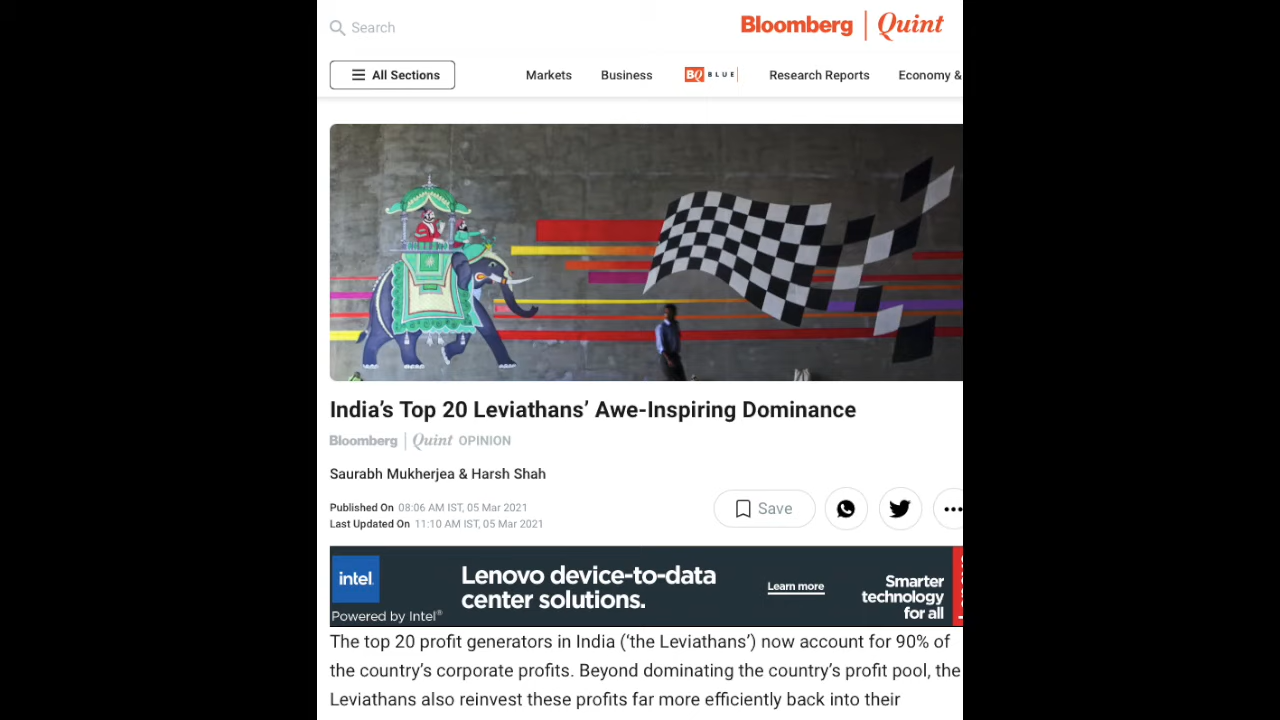 Search
Bloomberg | Quint
All Sections
Markets
Business
BQ BLUE
Research Reports
Economy &
India’s Top 20 Leviathans’ Awe-Inspiring Dominance
Bloomberg | Quint OPINION
Saurabh Mukherjea & Harsh Shah
Published On 08:06 AM IST, 05 Mar 2021
Last Updated On 11:10 AM IST, 05 Mar 2021
Save
intel.
Powered by Intel®
Lenovo device-to-data
center solutions.
Learn more
Smarter
technology
for all
The top 20 profit generators in India (‘the Leviathans’) now account for 90% of
the country’s corporate profits. Beyond dominating the country’s profit pool, the
Leviathans also reinvest these profits far more efficiently back into their